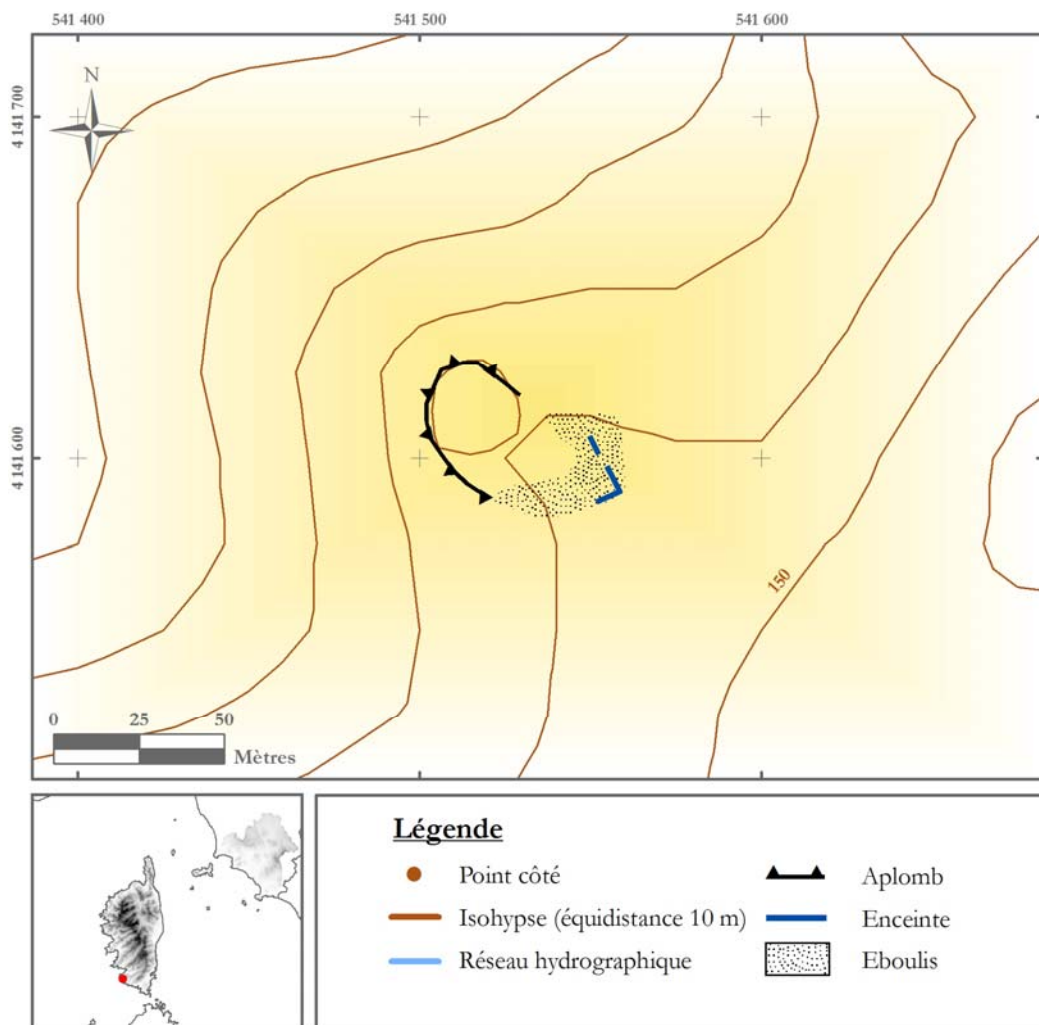 541 400
541 500
541 600
4 141 700
4 141 600
N
150
0 25 50
Mètres
Légende
Point côté
Isohypse (équidistance 10 m)
Réseau hydrographique
Aplomb
Enceinte
Eboulis